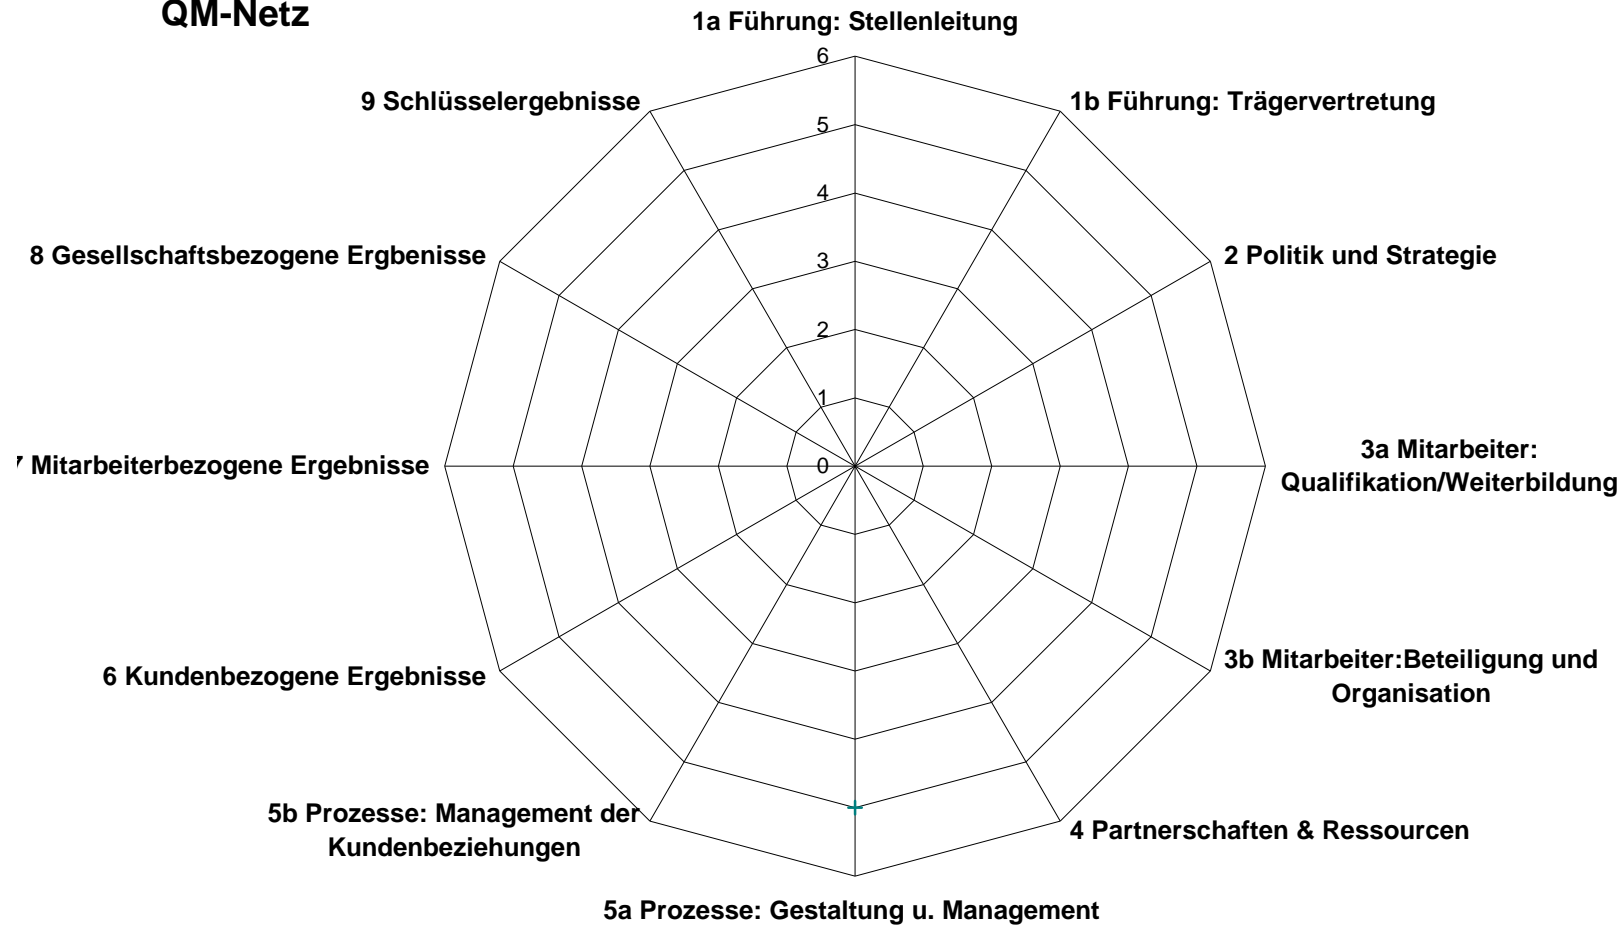 QM-Netz
1a Führung: Stellenleitung
6
9 Schlüsselergebnisse
1b Führung: Trägervertretung
5
4
8 Gesellschaftsbezogene Ergbenisse
3
2 Politik und Strategie
2
1
7 Mitarbeiterbezogene Ergebnisse
0
3a Mitarbeiter:
Qualifikation/Weiterbildung
6 Kundenbezogene Ergebnisse
3b Mitarbeiter:Beteiligung und
Organisation
5b Prozesse: Management der
Kundenbeziehungen
4 Partnerschaften & Ressourcen
5a Prozesse: Gestaltung u. Management